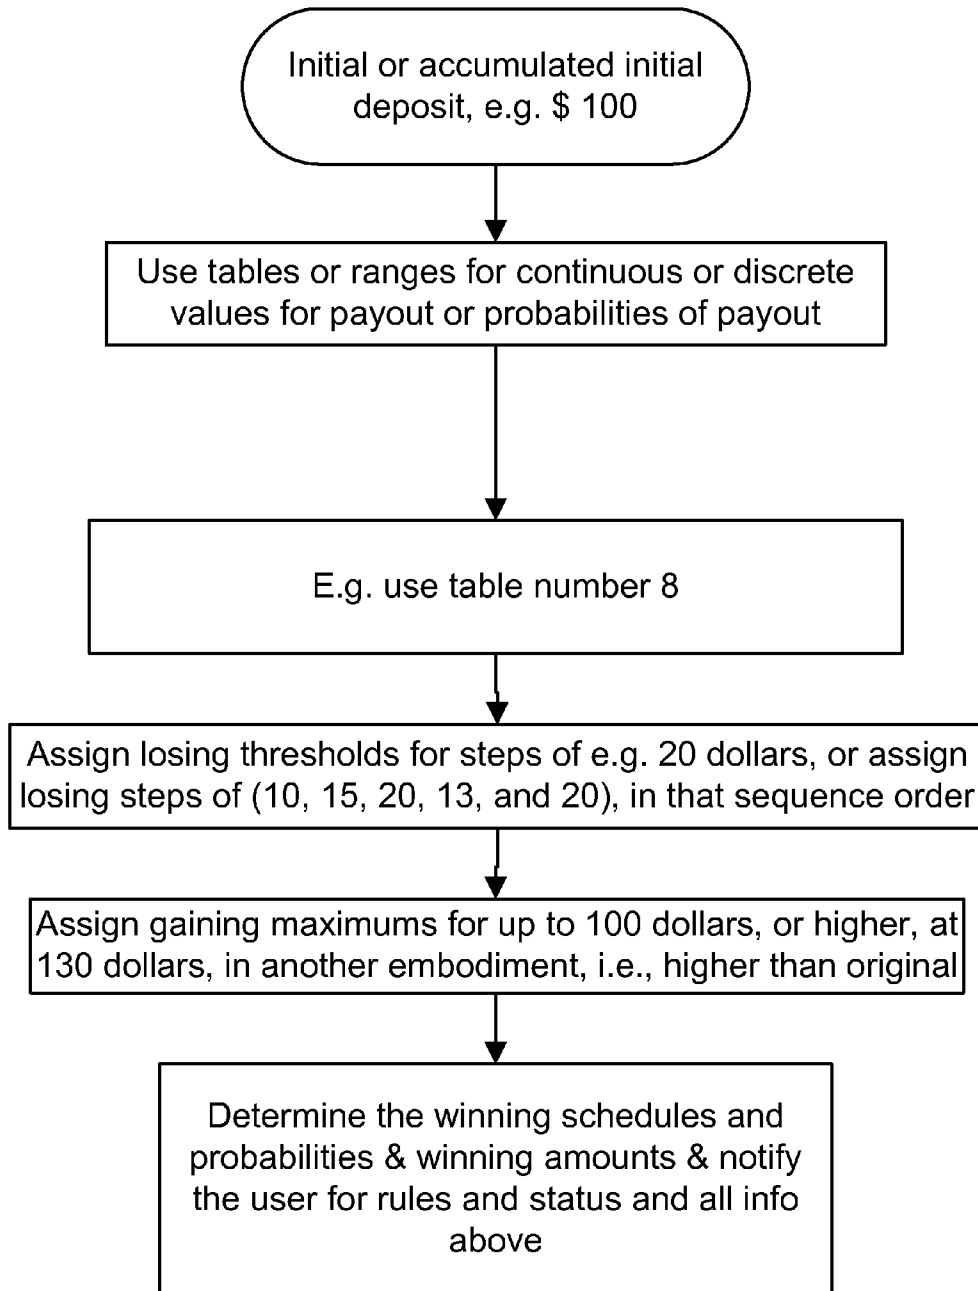 Initial or accumulated initial
deposit, e.g. $ 100
Use tables or ranges for continuous or discrete
values for payout or probabilities of payout
E.g. use table number 8
Assign losing thresholds for steps of e.g. 20 dollars, or assign
losing steps of (10, 15, 20, 13, and 20), in that sequence order
Assign gaining maximums for up to 100 dollars, or higher, at
130 dollars, in another embodiment, i.e., higher than original
Determine the winning schedules and
probabilities & winning amounts & notify
the user for rules and status and all info
above